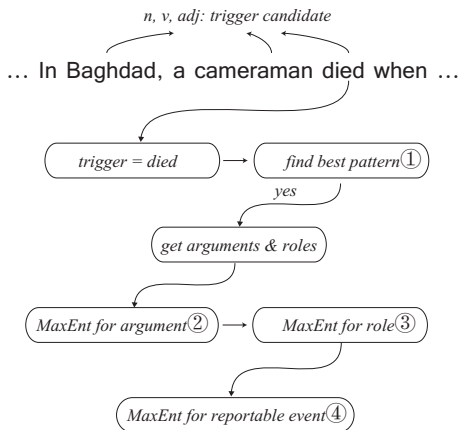 n, v, adj: trigger candidate
… In Baghdad, a cameraman died when …
trigger = died
find best pattern①
yes
get arguments & roles
MaxEnt for argument②
MaxEnt for role③
MaxEnt for reportable event④